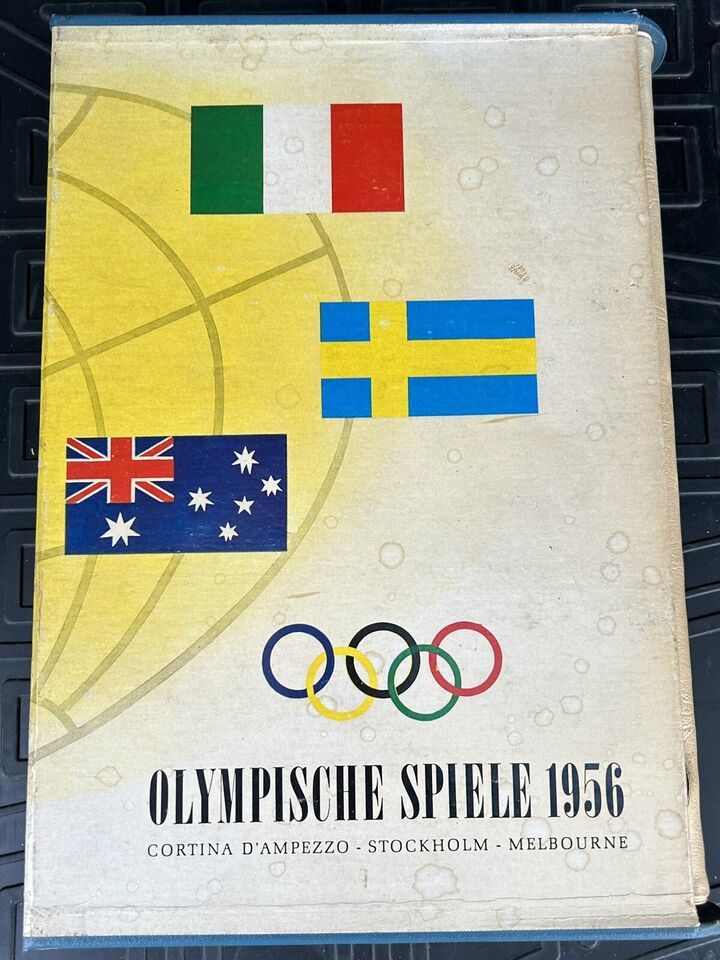 OLYMPISCHE SPIELE 1956
CORTINA D'AMPEZZO - STOCKHOLM - MELBOURNE